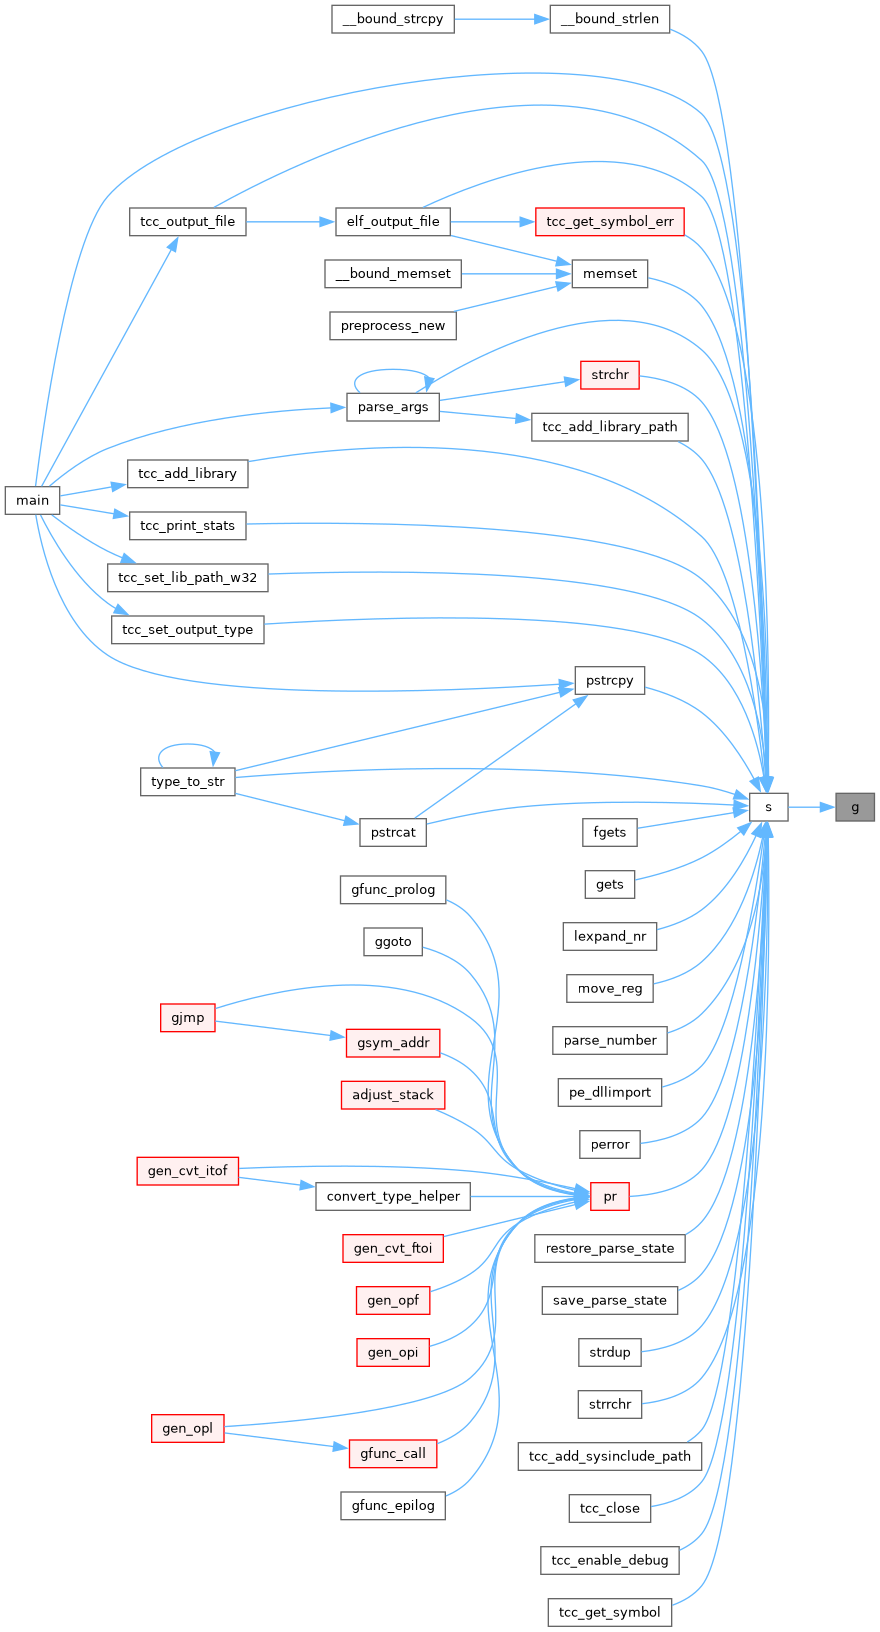 __bound_strcpy
__bound_strlen
tcc_output_file
elf_output_file
tcc_get_symbol_err
__bound_memset
memset
preprocess_new
strchr
parse_args
tcc_add_library_path
tcc_add_library
main
tcc_print_stats
tcc_set_lib_path_w32
tcc_set_output_type
pstrcpy
type_to_str
s
g
pstrcat
fgets
gets
gfunc_prolog
lexpand_nr
ggoto
move_reg
gjmp
gsym_addr
parse_number
adjust_stack
pe_dllimport
perror
gen_cvt_itof
convert_type_helper
pr
gen_cvt_ftoi
restore_parse_state
gen_opf
save_parse_state
gen_opi
strdup
strrchr
gen_opl
gfunc_call
tcc_add_sysinclude_path
gfunc_epilog
tcc_close
tcc_enable_debug
tcc_get_symbol